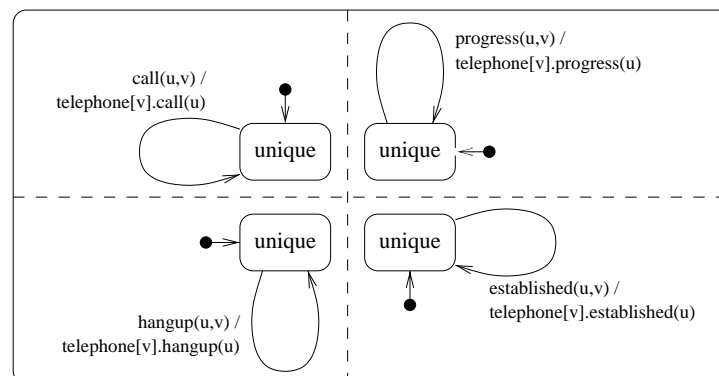 call(u,v) /
telephone[v].call(u)
unique
progress(u,v) /
telephone[v].progress(u)
unique
unique
hangup(u,v) /
telephone[v].hangup(u)
unique
established(u,v) /
telephone[v].established(u)